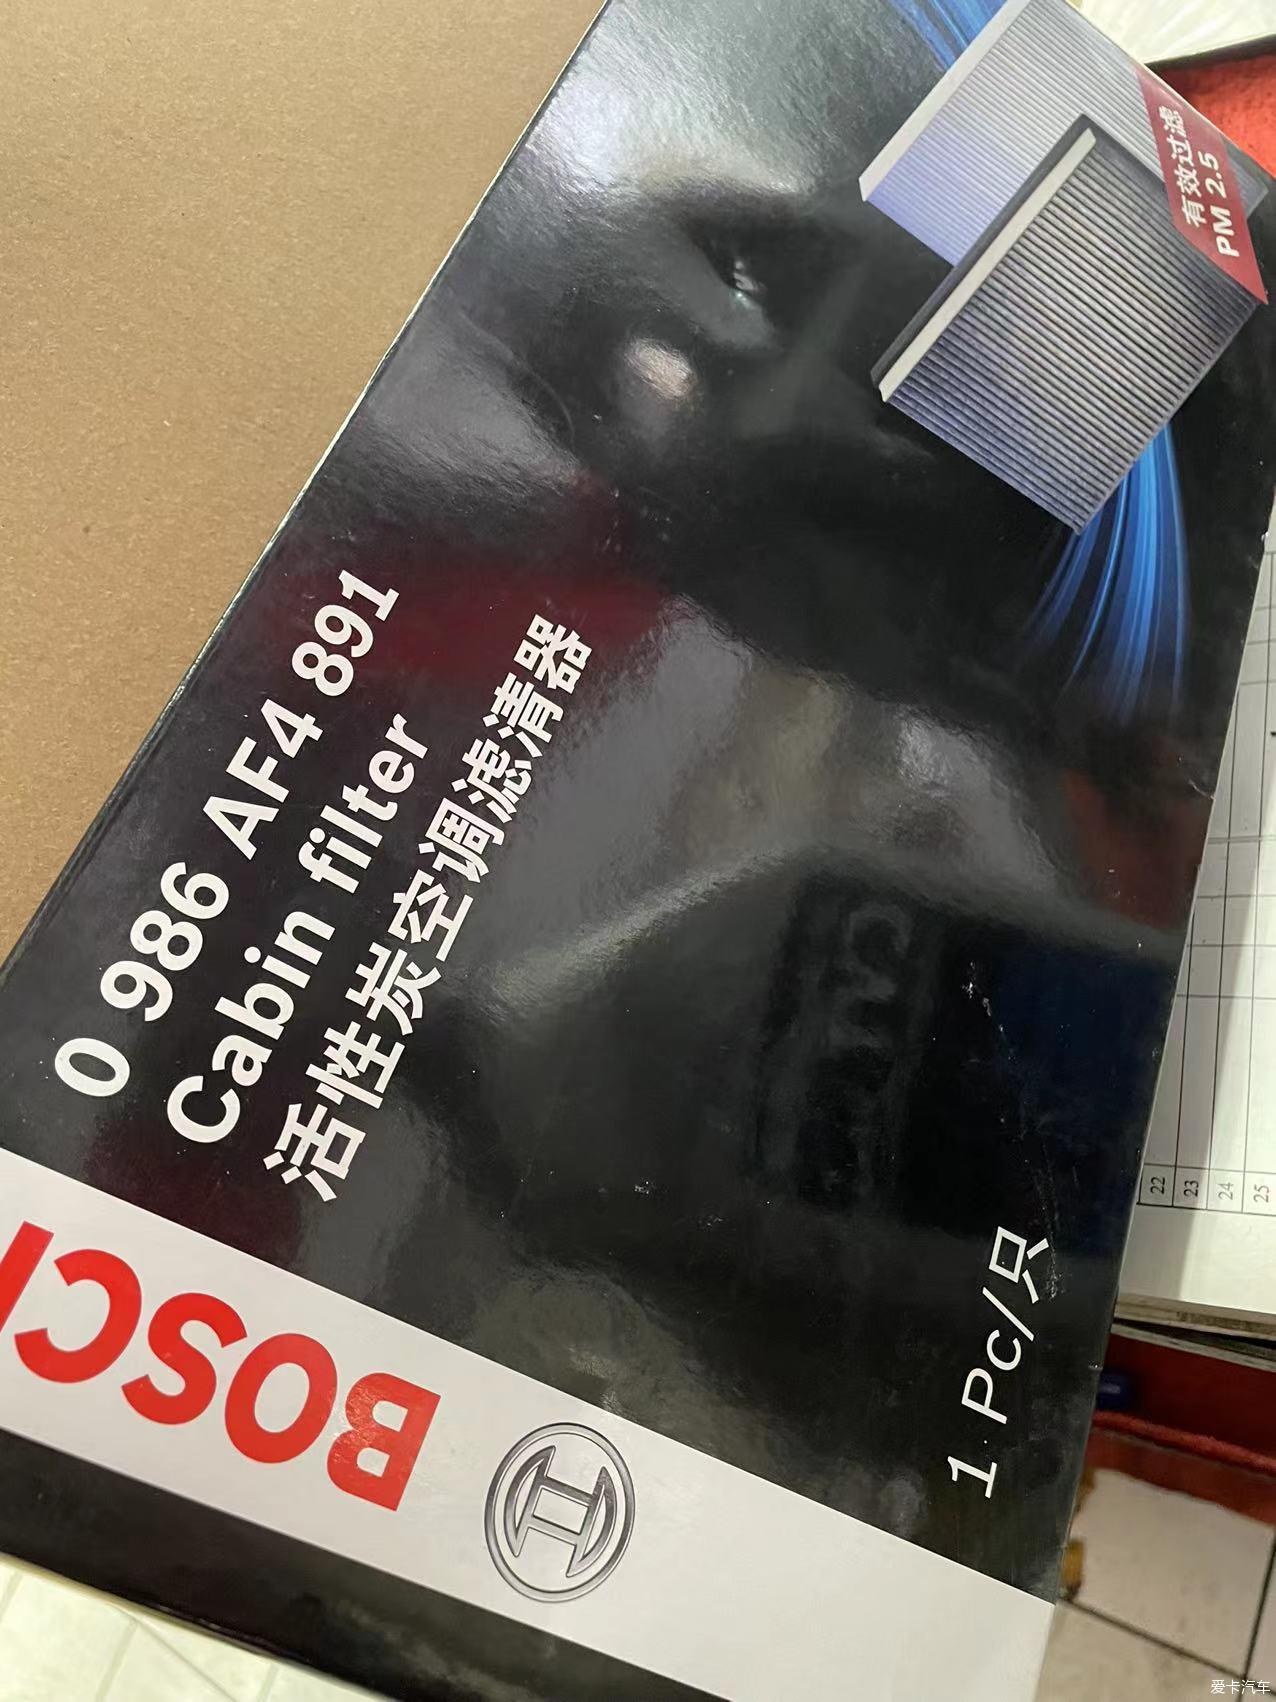 有效过滤
PM 2.5
0 986 AF4 891
Cabin filter
活性炭空调滤清器
1 Pc/只
BOSCH
22
23
24
25
爱卡汽车